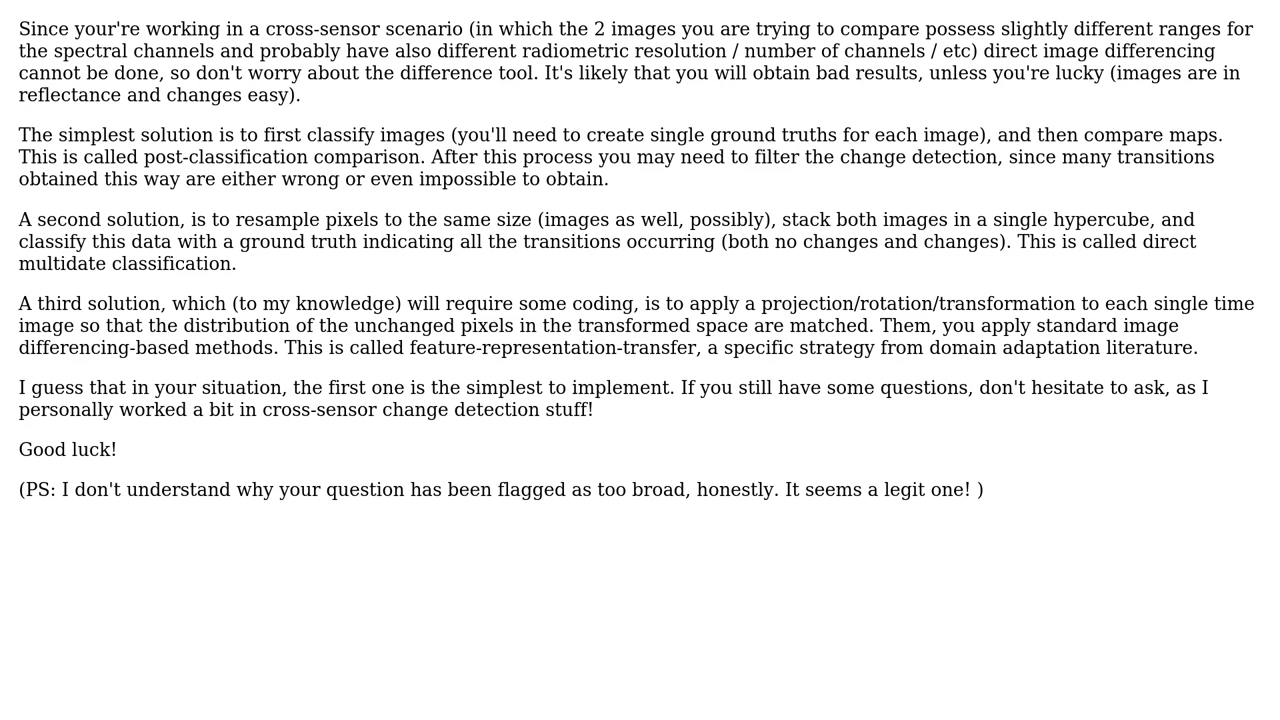 Since your're working in a cross-sensor scenario (in which the 2 images you are trying to compare possess slightly different ranges for
the spectral channels and probably have also different radiometric resolution / number of channels / etc) direct image differencing
cannot be done, so don't worry about the difference tool. It's likely that you will obtain bad results, unless you're lucky (images are in
reflectance and changes easy).
The simplest solution is to first classify images (you'll need to create single ground truths for each image), and then compare maps.
This is called post-classification comparison. After this process you may need to filter the change detection, since many transitions
obtained this way are either wrong or even impossible to obtain.
A second solution, is to resample pixels to the same size (images as well, possibly), stack both images in a single hypercube, and
classify this data with a ground truth indicating all the transitions occurring (both no changes and changes). This is called direct
multidate classification.
A third solution, which (to my knowledge) will require some coding, is to apply a projection/rotation/transformation to each single time
image so that the distribution of the unchanged pixels in the transformed space are matched. Them, you apply standard image
differencing-based methods. This is called feature-representation-transfer, a specific strategy from domain adaptation literature.
I guess that in your situation, the first one is the simplest to implement. If you still have some questions, don't hesitate to ask, as I
personally worked a bit in cross-sensor change detection stuff!
Good luck!
(PS: I don't understand why your question has been flagged as too broad, honestly. It seems a legit one! )